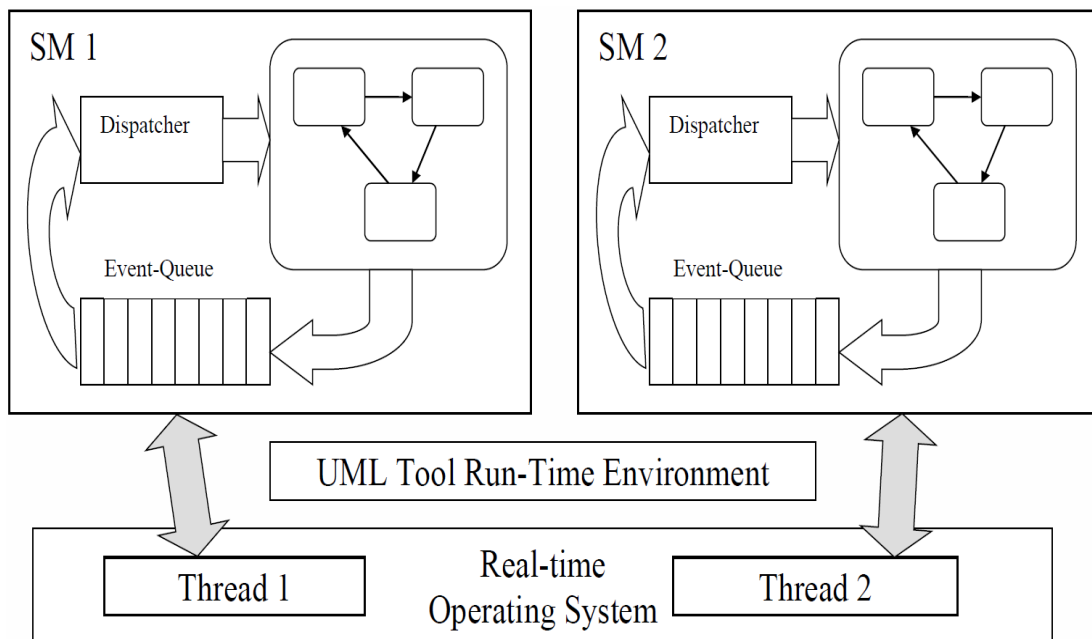 SM 1
Dispatcher
Event-Queue
SM 2
Dispatcher
Event-Queue
UML Tool Run-Time Environment
Thread 1
Real-time
Operating System
Thread 2